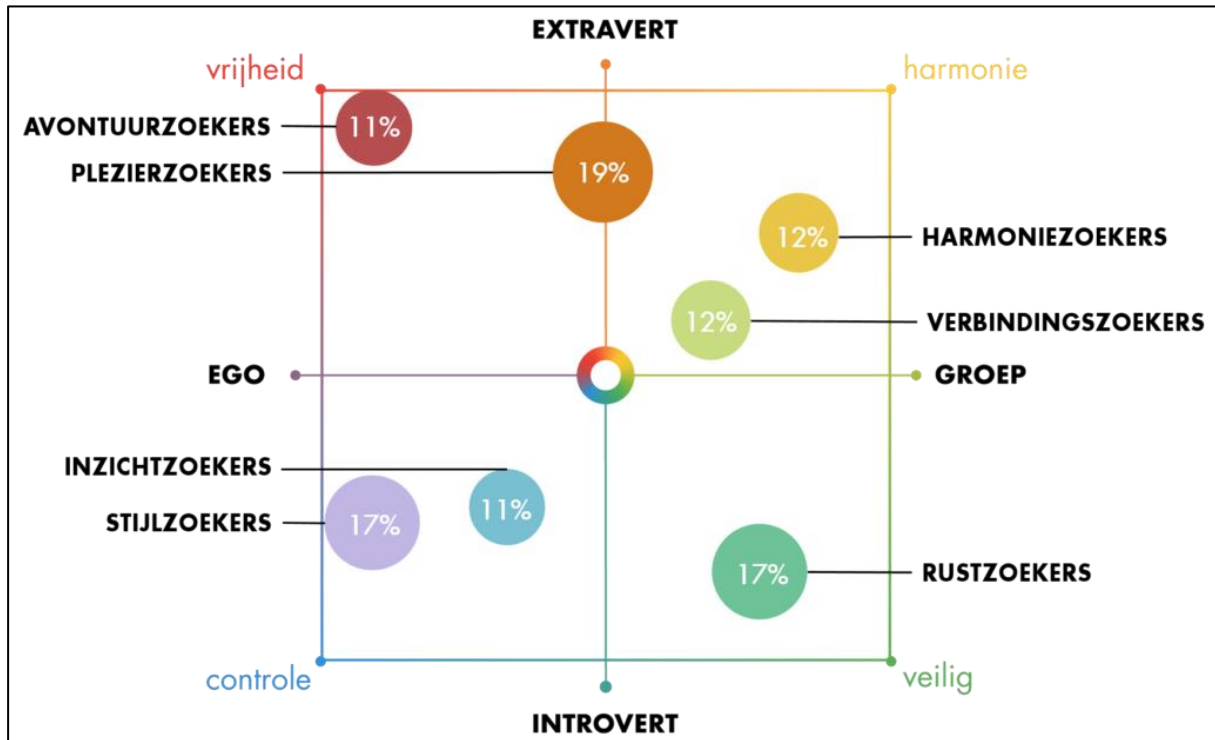 EXTRAVERT
vrijheid
harmonie
AVONTUURZOEKERS
11%
PLEZIERZOEKERS
19%
12%
HARMONIEZOEKERS
12%
VERBINDINGSZOEKERS
EGO
GROEP
INZICHTZOEKERS
11%
STIJLZOEKERS
17%
17%
RUSTZOEKERS
controle
veilig
INTROVERT